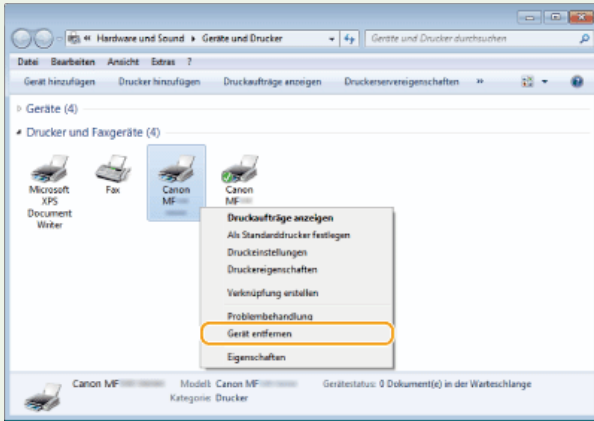 Hardware und Sound Geräte und Drucker
Geräte und Drucker durchsuchen
Datei Bearbeiten Ansicht Extras ?
Gerät hinzufügen Drucker hinzufügen Druckaufträge anzeigen Druckerservereigenschaften »
Geräte (4)
Drucker und Faxgeräte (4)
Microsoft
XPS
Document
Writer
Fax
Canon
MF
Canon
MF
Druckaufträge anzeigen
Als Standarddrucker festlegen
Druckeinstellungen
Druckereigenschaften
Verknüpfung erstellen
Problembehandlung
Gerät entfernen
Eigenschaften
Canon MF Modell: Canon MF Gerätestatus: 0 Dokument(e) in der Warteschlange
Kategorie: Drucker